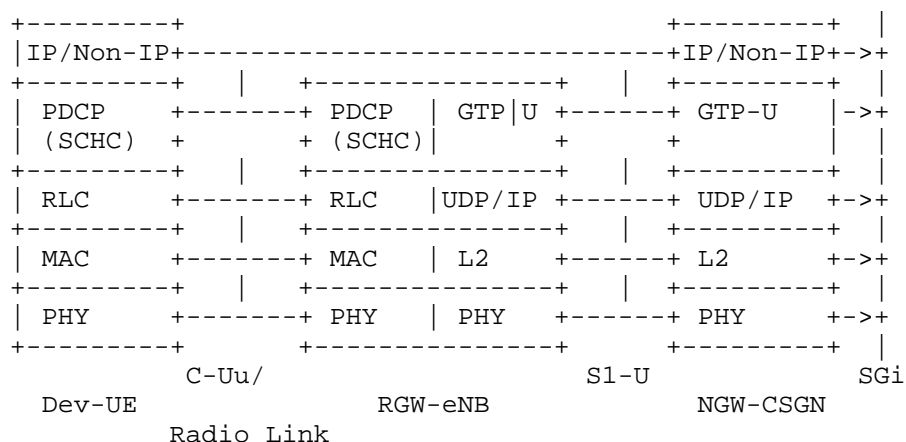 +---------+                               +---------+  |
|IP/Non-IP+-------------------------------+IP/Non-IP+->+
+---------+   |   +---------------+   |   +---------+  |
| PDCP    +-------+ PDCP  | GTP|U +------+ GTP-U   |->+
| (SCHC)  +       + (SCHC)|       +      +         |  |
+---------+   |   +---------------+   |  +---------+  |
| RLC     +-------+ RLC   |UDP/IP +------+ UDP/IP  +->+
+---------+   |   +---------------+   |  +---------+  |
| MAC     +-------+ MAC   | L2    +------+ L2      +->+
+---------+   |   +---------------+   |  +---------+  |
| PHY     +-------+ PHY   | PHY   +------+ PHY     +->+
+---------+       +---------------+      +---------+  |
           C-Uu/                    S1-U             SGi
  Dev-UE               RGW-eNB             NGW-CSGN
          Radio Link